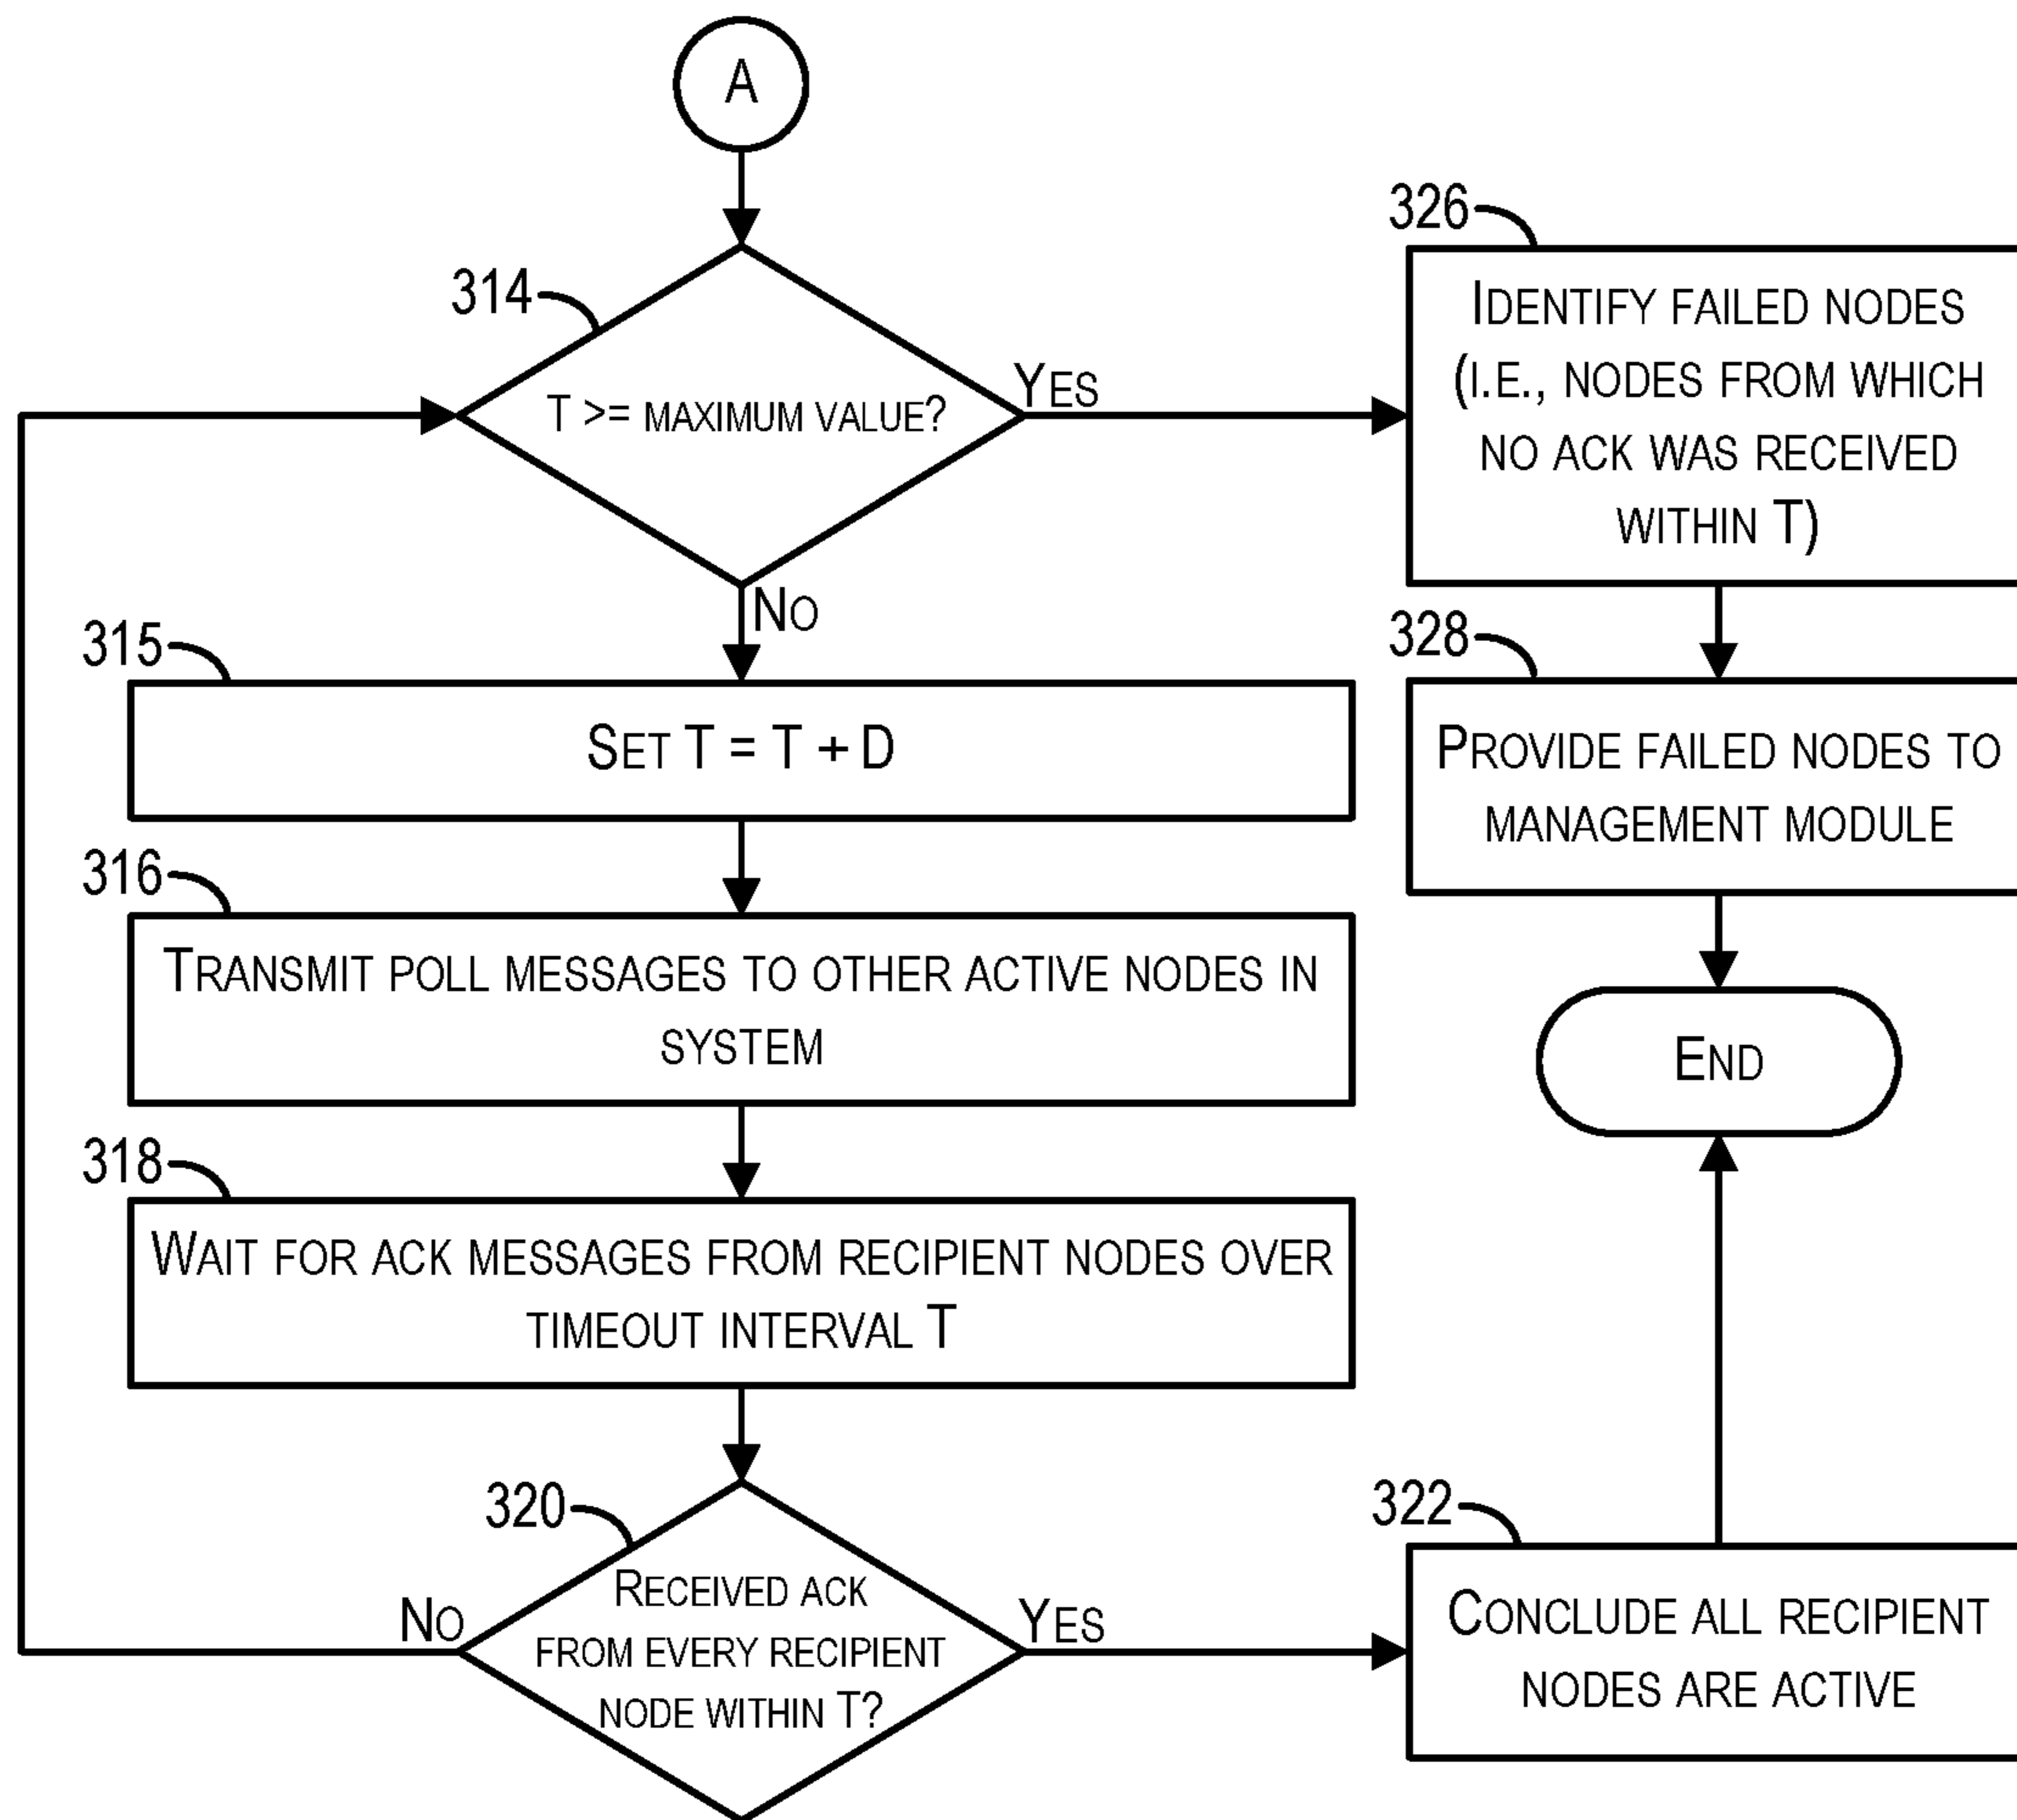 A
314
T >= MAXIMUM VALUE?
YES
NO
326
IDENTIFY FAILED NODES
(I.E., NODES FROM WHICH
NO ACK WAS RECEIVED
WITHIN T)
315
SET T = T + D
328
PROVIDE FAILED NODES TO
MANAGEMENT MODULE
316
TRANSMIT POLL MESSAGES TO OTHER ACTIVE NODES IN
SYSTEM
END
318
WAIT FOR ACK MESSAGES FROM RECIPIENT NODES OVER
TIMEOUT INTERVAL T
320
RECEIVED ACK
FROM EVERY RECIPIENT
NODE WITHIN T?
NO
YES
322
CONCLUDE ALL RECIPIENT
NODES ARE ACTIVE